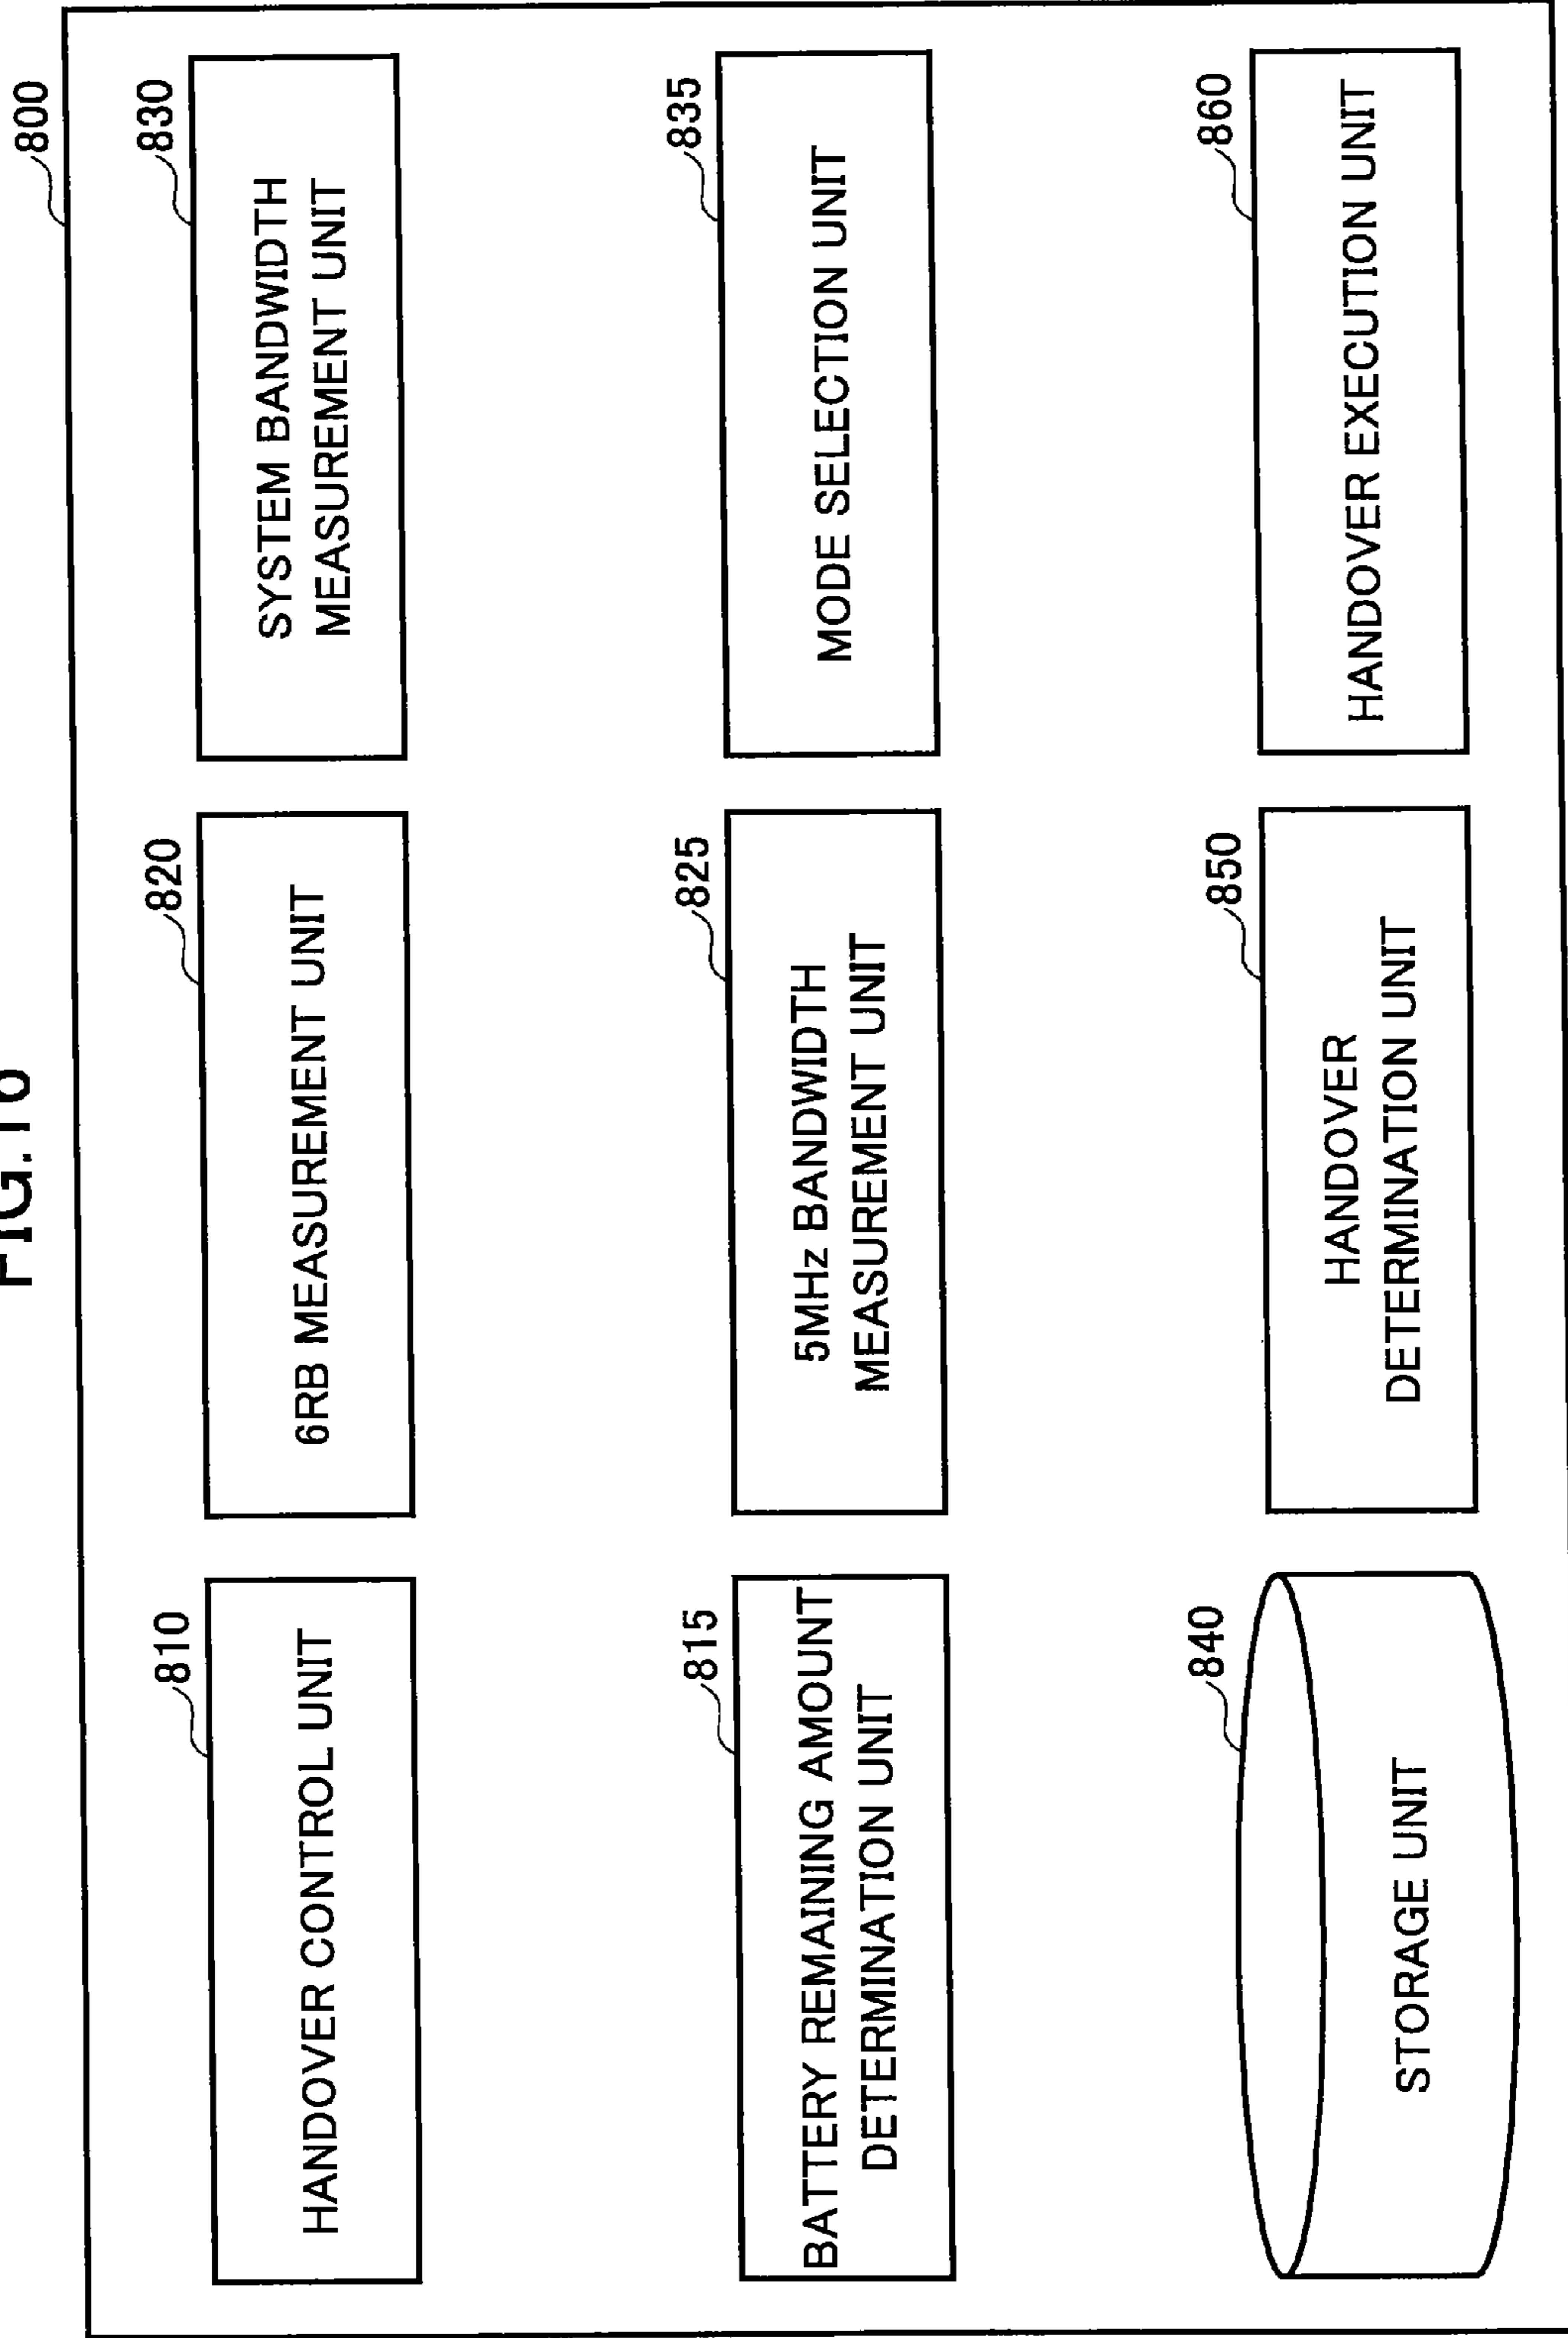 800
810
HANDOVER CONTROL UNIT
820
6RB MEASUREMENT UNIT
830
SYSTEM BANDWIDTH
MEASUREMENT UNIT
815
BATTERY REMAINING AMOUNT
DETERMINATION UNIT
825
5MHz BANDWIDTH
MEASUREMENT UNIT
835
MODE SELECTION UNIT
840
STORAGE UNIT
850
HANDOVER
DETERMINATION UNIT
860
HANDOVER EXECUTION UNIT